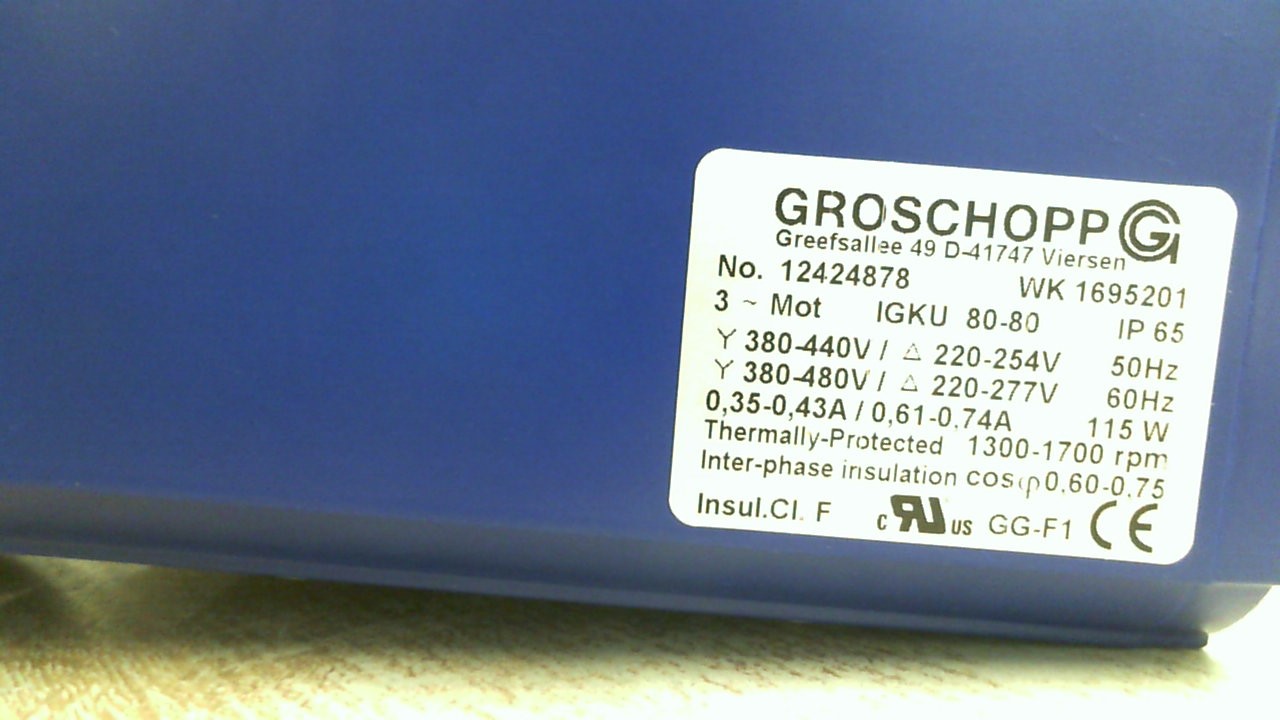 GROSCHOPP G
Greefsallee 49 D-41747 Viersen
No. 12424878 WK 1695201
3 ~ Mot IGKU 80-80 IP 65
Y 380-440V / △ 220-254V 50Hz
Y 380-480V / △ 220-277V 60Hz
0,35-0,43A / 0,61-0,74A 115 W
Thermally-Protected 1300-1700 rpm
Inter-phase insulation cosφ 0,60-0,75
Insul.Cl. F c RU US GG-F1 CE